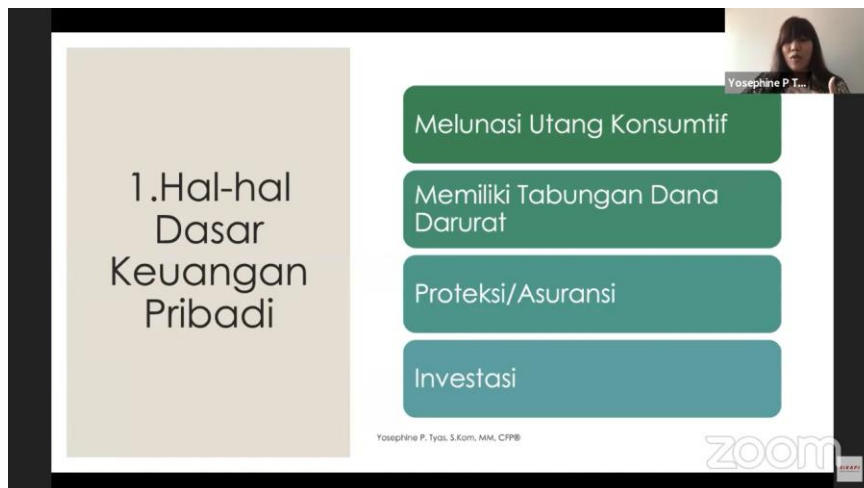 Yosephine P T...
1.Hal-hal
Dasar
Keuangan
Pribadi
Melunasi Utang Konsumtif
Memiliki Tabungan Dana
Darurat
Proteksi/Asuransi
Investasi
Yosephine P. Tyas, S.Kom, MM, CFP®
zoom